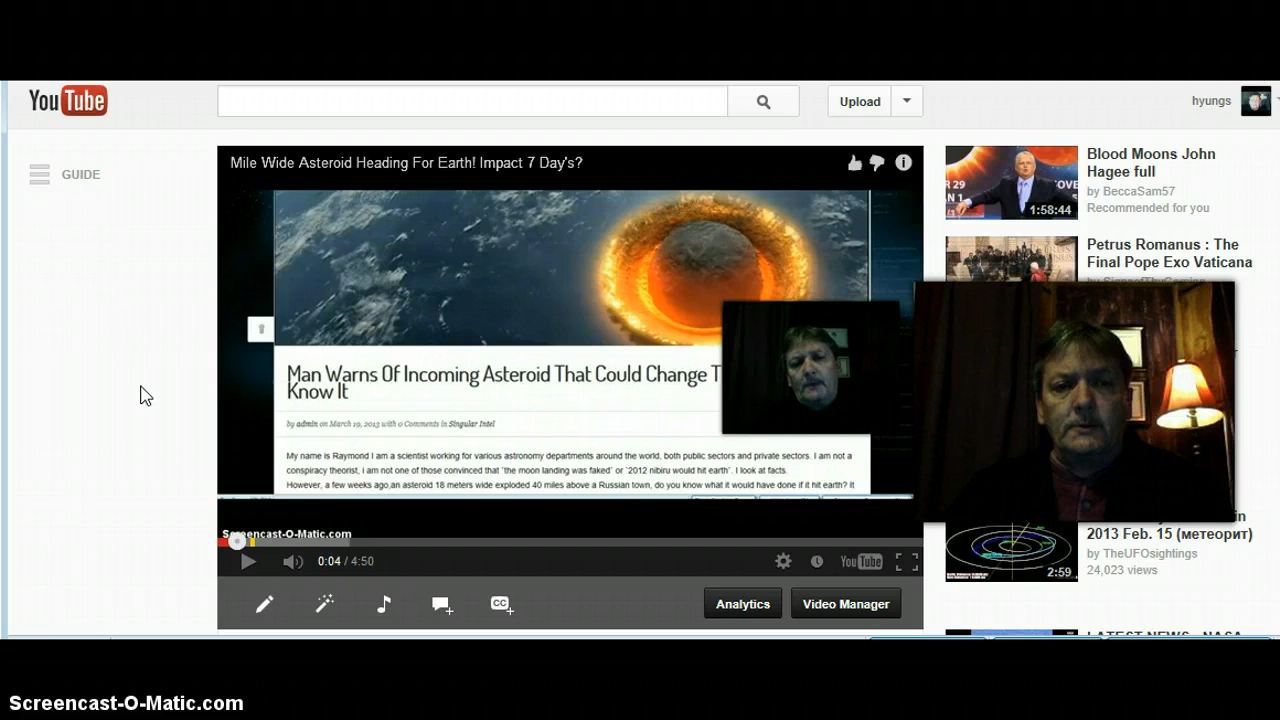 YouTube
Upload
hyungs
GUIDE
Mile Wide Asteroid Heading For Earth! Impact 7 Day's?
Man Warns Of Incoming Asteroid That Could Change T
Know It
by admin on March 19, 2013 with 0 Comments in Singular Intel
My name is Raymond I am a scientist working for various astronomy departments around the world, both public sectors and private sectors. I am not a
conspiracy theorist, i am not one of those convinced that 'the moon landing was faked' or '2012 nibiru would hit earth'. I look at facts.
However, a few weeks ago,an asteroid 18 meters wide exploded 40 miles above a Russian town, do you know what it would have done if it hit earth? It
Screencast-O-Matic.com
0:04 / 4:50
YouTube
CC
Analytics
Video Manager
Blood Moons John
Hagee full
by BeccaSam57
Recommended for you
1:58:44
Petrus Romanus : The
Final Pope Exo Vaticana
in
2013 Feb. 15 (метеорит)
by TheUFOsightings
24,023 views
2:59
LATEST NEWS - NASA
Screencast-O-Matic.com